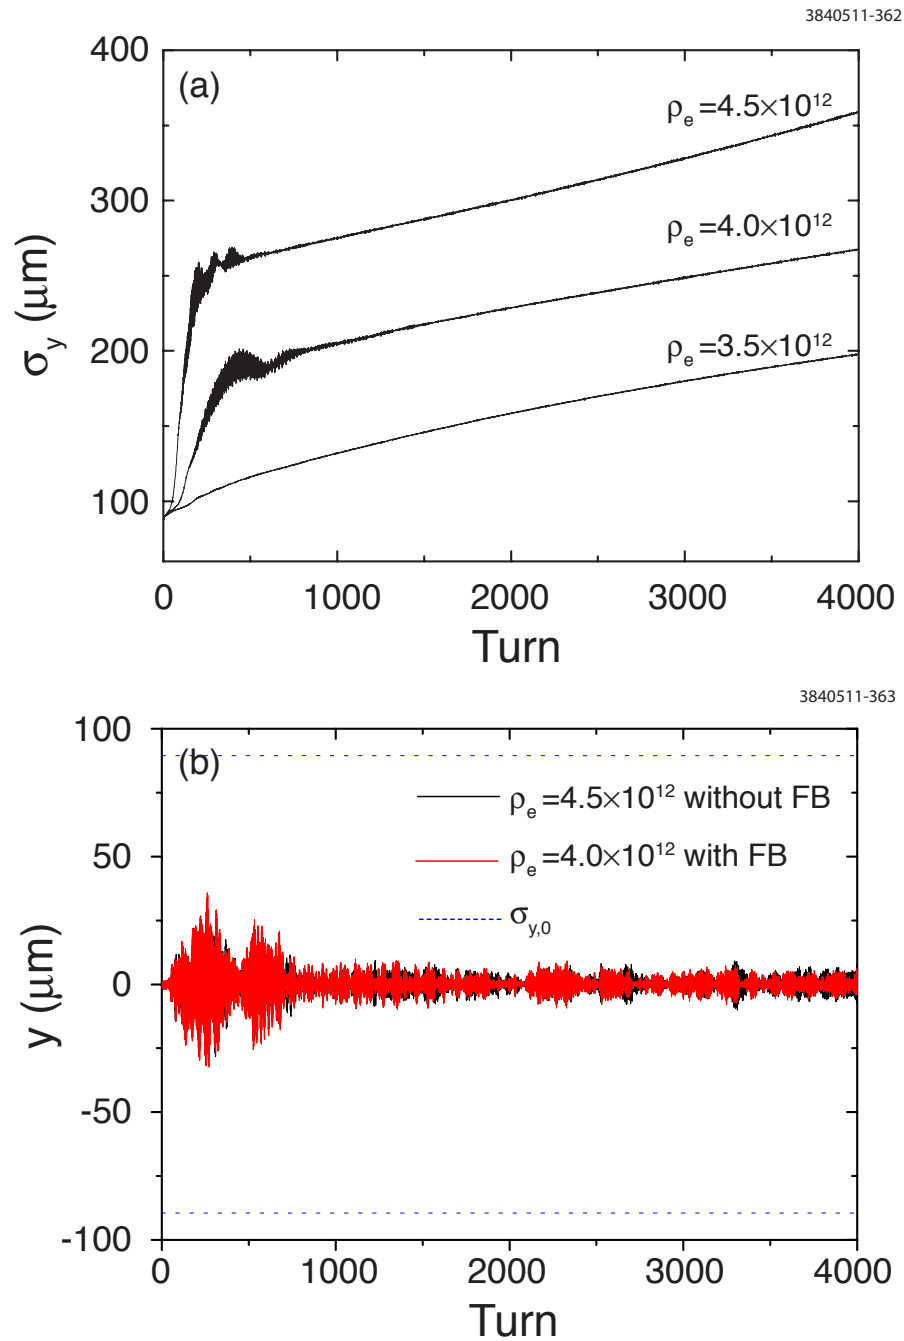 3840511-362
400
(a)
ρe =4.5×10¹²
300
ρe =4.0×10¹²
σy (μm)
200
ρe =3.5×10¹²
100
0 1000 2000 3000 4000
Turn
3840511-363
100
(b)
ρe =4.5×10¹² without FB
50
ρe =4.0×10¹² with FB
σy,0
y (μm)
0
-50
-100
0 1000 2000 3000 4000
Turn